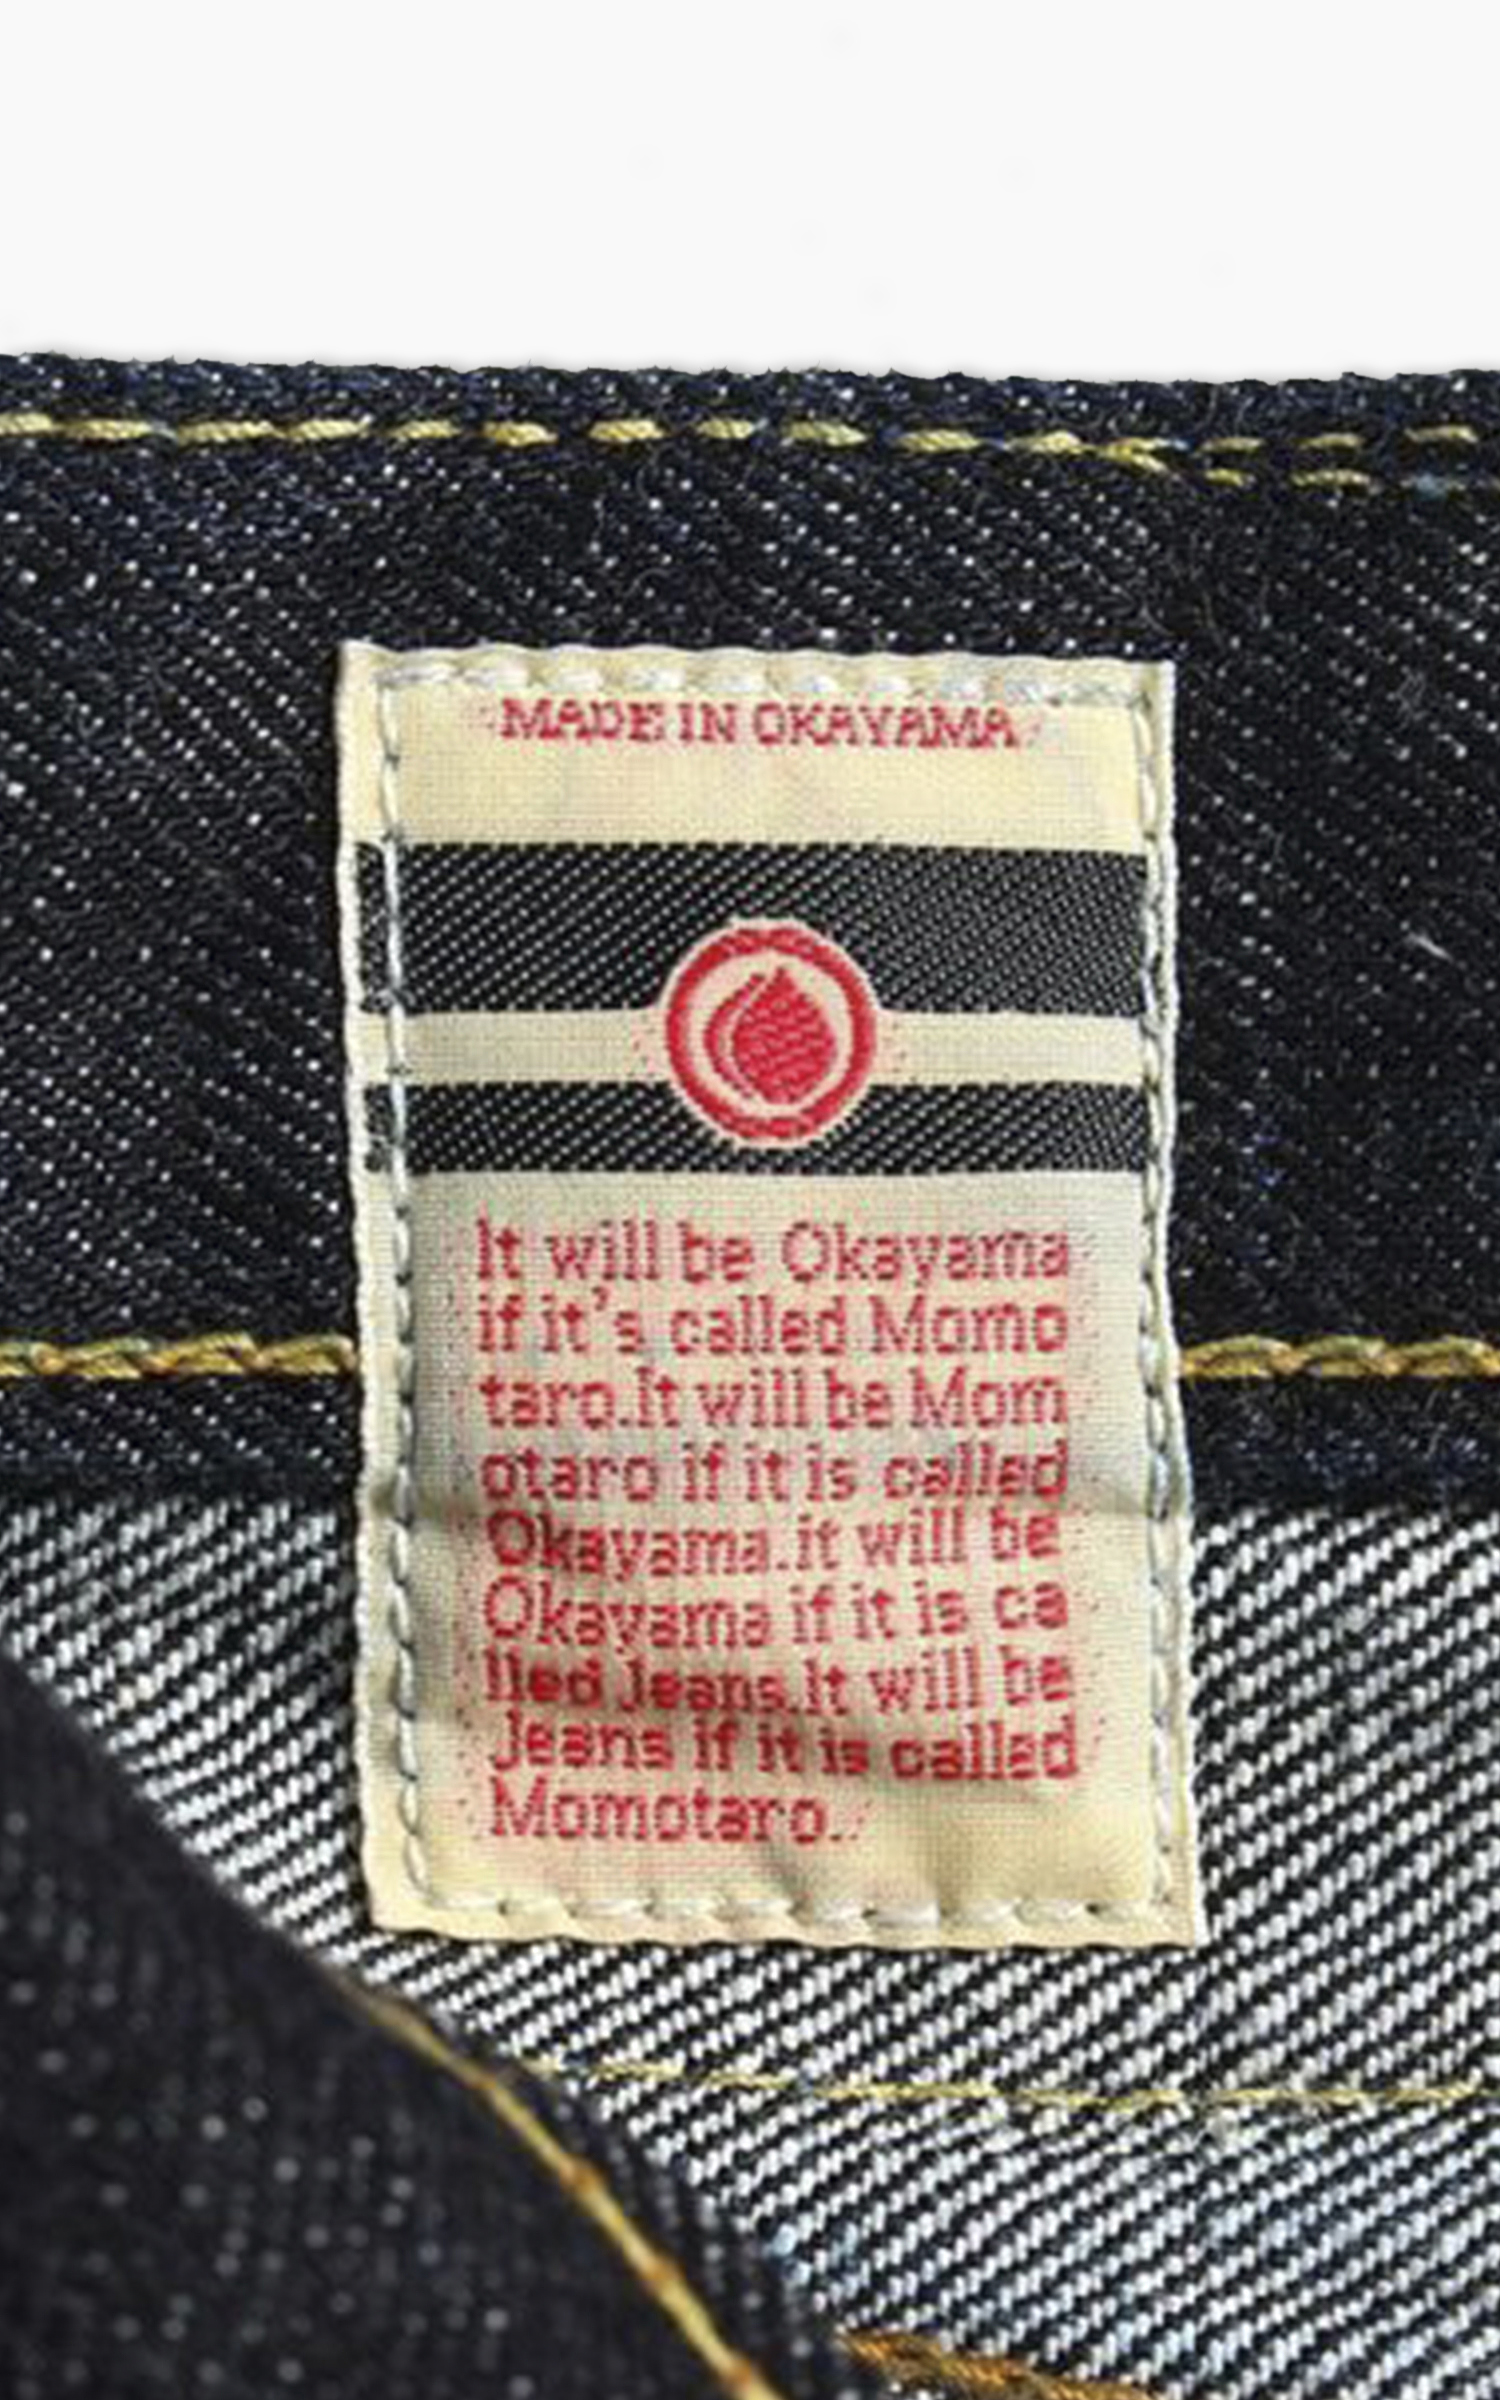 MADE IN OKAYAMA
It will be Okayama
if it's called Momo
taro.It will be Mom
otaro if it is called
Okayama.it will be
Okayama if it is ca
lled Jeans.It will be
Jeans if it is called
Momotaro..